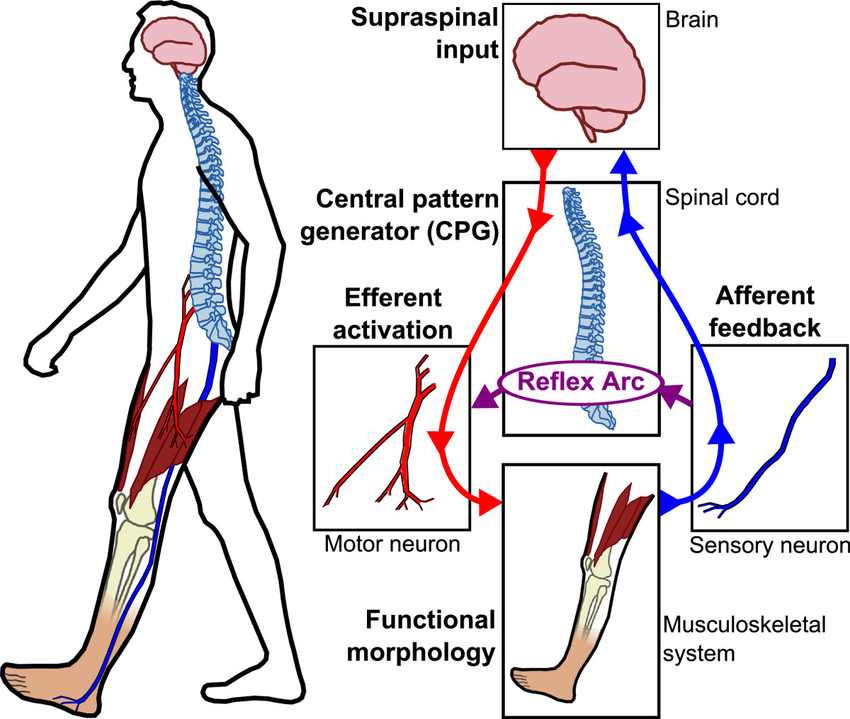 Supraspinal
input
Brain
Central pattern
generator (CPG)
Spinal cord
Efferent
activation
Afferent
feedback
Reflex Arc
Motor neuron
Sensory neuron
Functional
morphology
Musculoskeletal
system